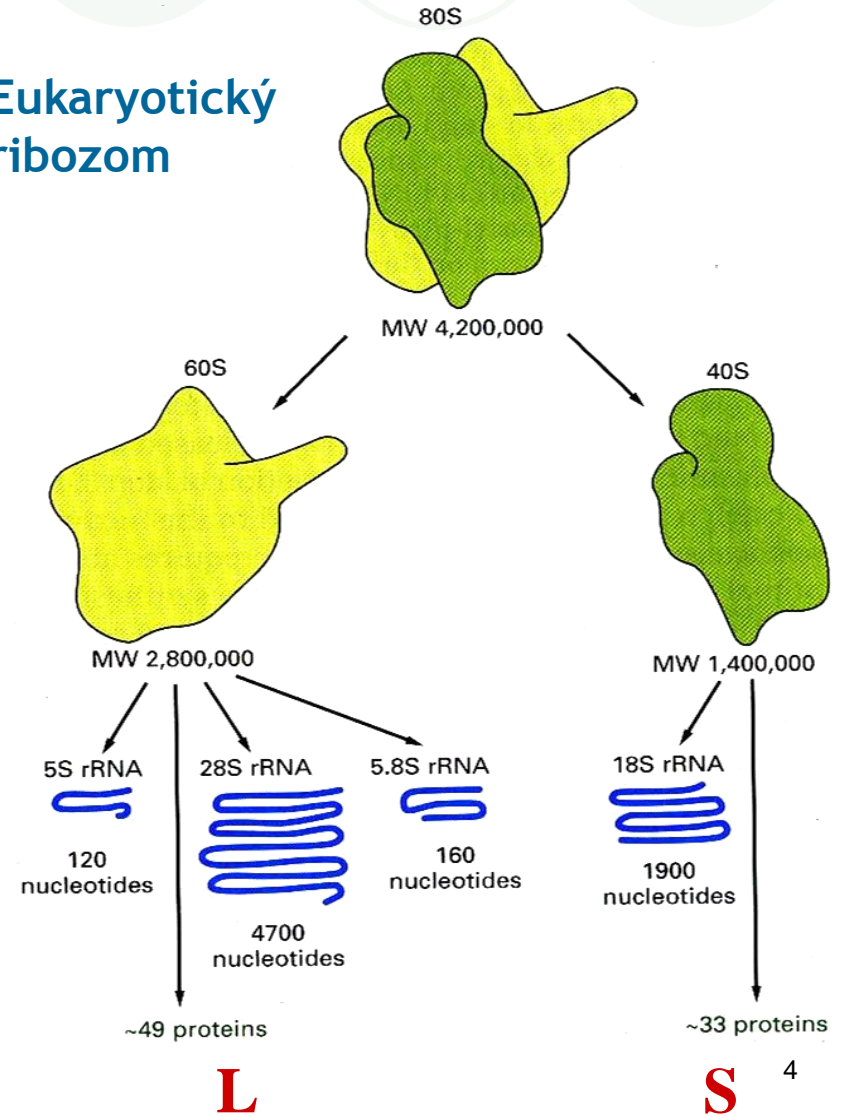 80S
Eukaryotický
ribozom
MW 4,200,000
60S
40S
MW 2,800,000
MW 1,400,000
5S rRNA
28S rRNA
5.8S rRNA
18S rRNA
120
nucleotides
4700
nucleotides
160
nucleotides
1900
nucleotides
~49 proteins
~33 proteins
L
S
4